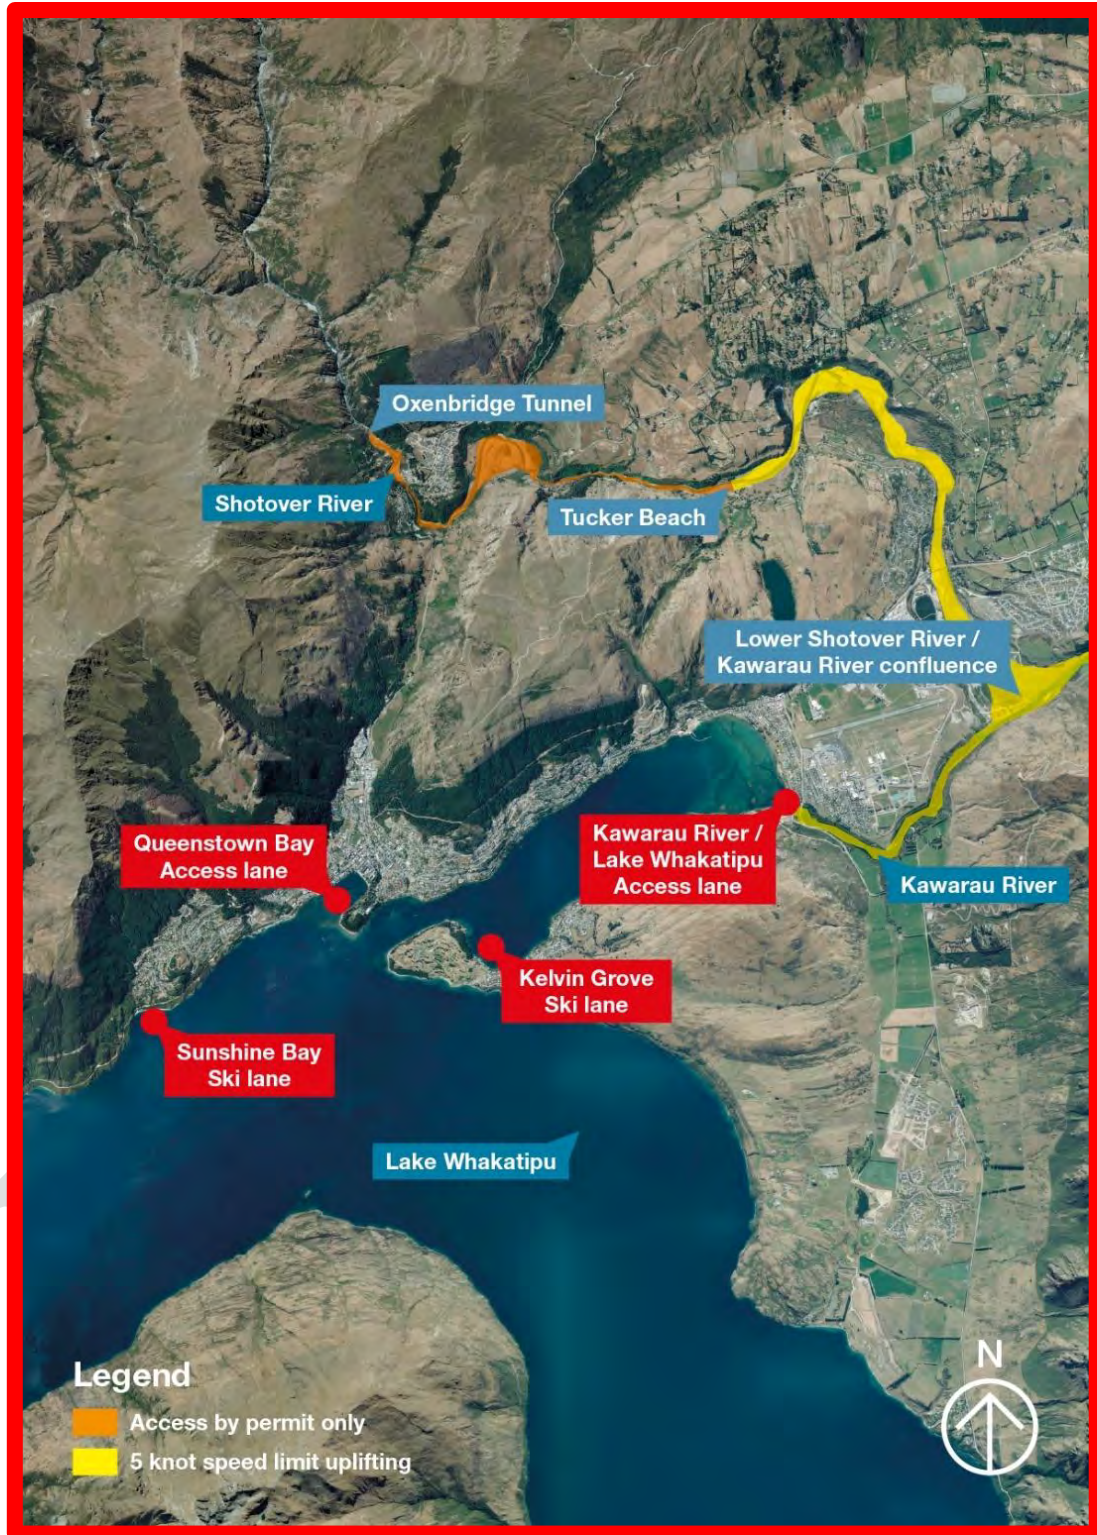 Oxenbridge Tunnel
Shotover River
Tucker Beach
Lower Shotover River /
Kawarau River confluence
Queenstown Bay
Access lane
Kawarau River /
Lake Whakatipu
Access lane
Kawarau River
Kelvin Grove
Ski lane
Sunshine Bay
Ski lane
Lake Whakatipu
N
Legend
Access by permit only
5 knot speed limit uplifting